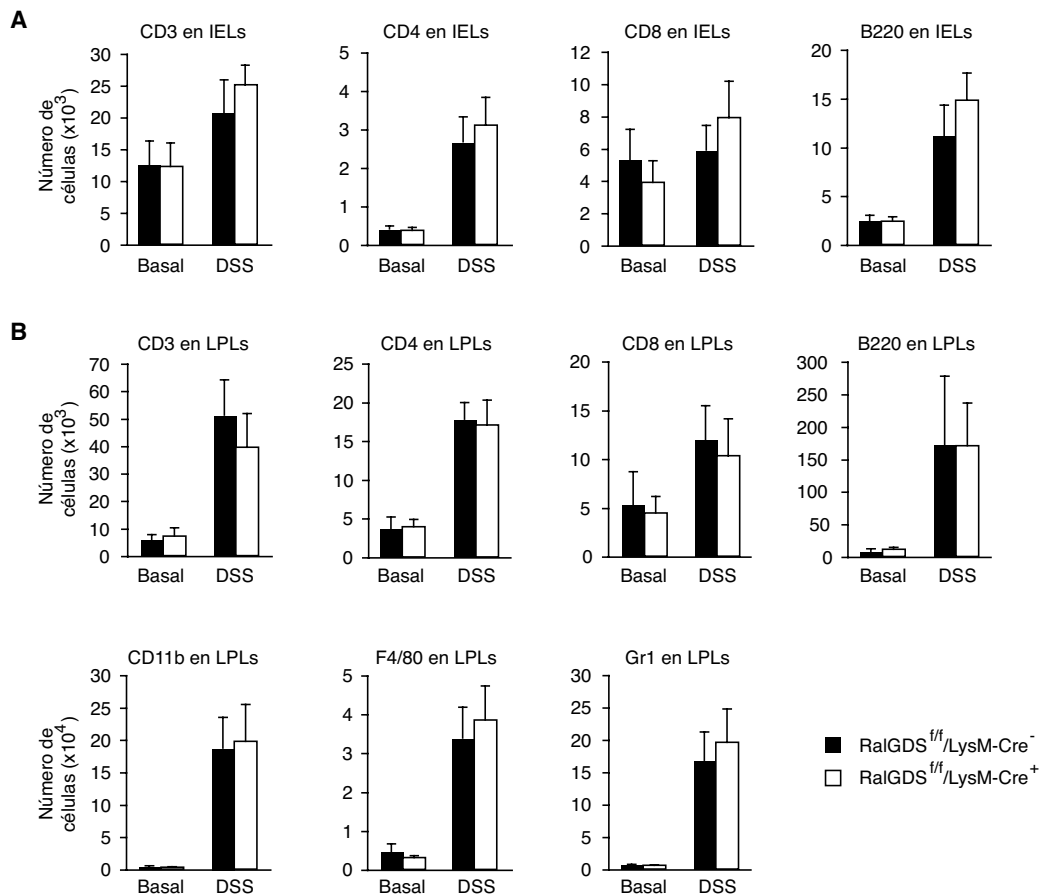 A
CD3 en IELs
CD4 en IELs
CD8 en IELs
B220 en IELs
Número de
células (x10³)
30
25
20
15
10
5
0
Basal
DSS
5
4
3
2
1
0
Basal
DSS
12
10
8
6
4
2
0
Basal
DSS
20
15
10
5
0
Basal
DSS
B
CD3 en LPLs
CD4 en LPLs
CD8 en LPLs
B220 en LPLs
Número de
células (x10³)
70
60
50
40
30
20
10
0
Basal
DSS
25
20
15
10
5
0
Basal
DSS
20
15
10
5
0
Basal
DSS
300
250
200
150
100
50
0
Basal
DSS
CD11b en LPLs
F4/80 en LPLs
Gr1 en LPLs
Número de
células (x10⁴)
30
25
20
15
10
5
0
Basal
DSS
5
4
3
2
1
0
Basal
DSS
30
25
20
15
10
5
0
Basal
DSS
RalGDS^f/f/LysM-Cre⁻
RalGDS^f/f/LysM-Cre⁺